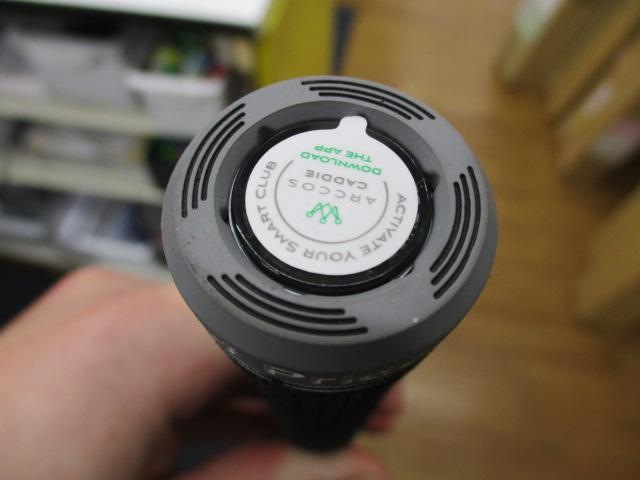 ACTIVATE YOUR SMART CLUB
ARCCOS
CADDIE
DOWNLOAD
THE APP